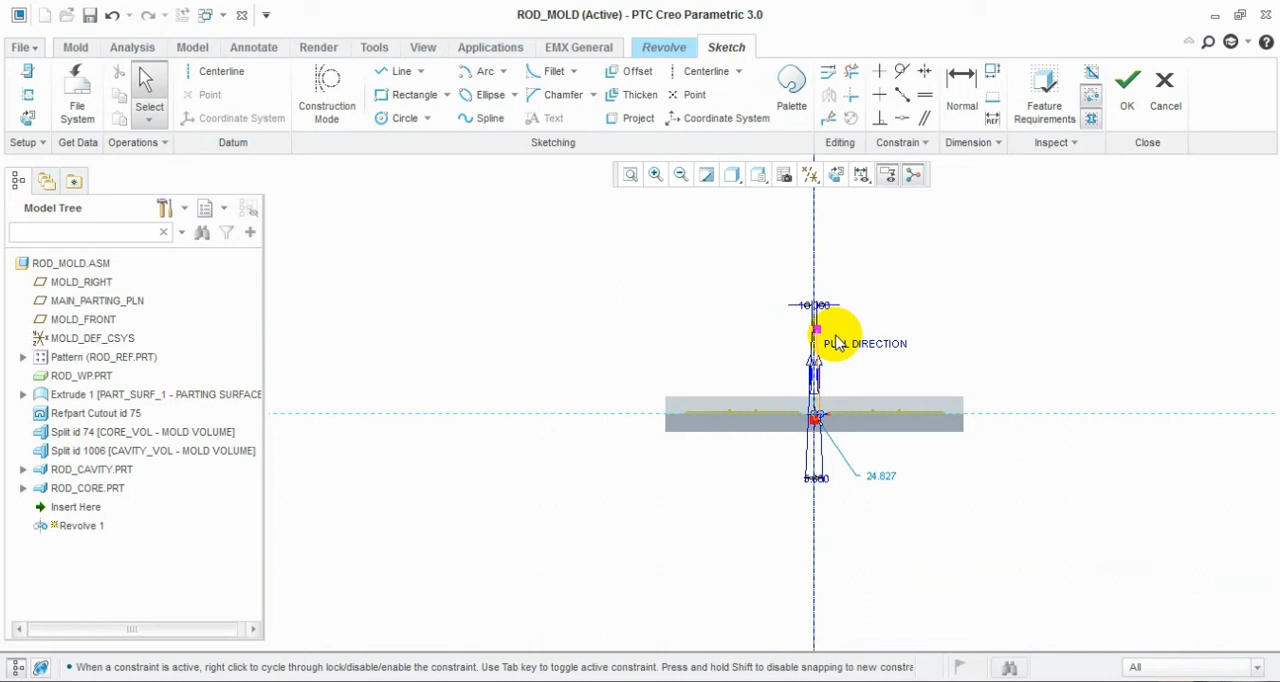 ROD_MOLD (Active) - PTC Creo Parametric 3.0
File Mold Analysis Model Annotate Render Tools View Applications EMX General Revolve Sketch
Centerline Line Arc Fillet Offset Centerline
Point Rectangle Ellipse Chamfer Thicken Point
Coordinate System Circle Spline Text Project Coordinate System
File System
Select
Construction Mode
Palette
Normal
Feature Requirements
OK
Cancel
Setup Get Data Operations Datum Sketching Editing Constrain Dimension Inspect Close
Model Tree
ROD_MOLD.ASM
MOLD_RIGHT
MAIN_PARTING_PLN
MOLD_FRONT
MOLD_DEF_CSYS
Pattern (ROD_REF.PRT)
ROD_WP.PRT
Extrude 1 [PART_SURF_1 - PARTING SURFACE
Refpart Cutout id 75
Split id 74 [CORE_VOL - MOLD VOLUME]
Split id 1006 [CAVITY_VOL - MOLD VOLUME]
ROD_CAVITY.PRT
ROD_CORE.PRT
Insert Here
Revolve 1
DIRECTION
24.827
When a constraint is active, right click to cycle through lock/disable/enable the constraint. Use Tab key to toggle active constraint. Press and hold Shift to disable snapping to new constra
All